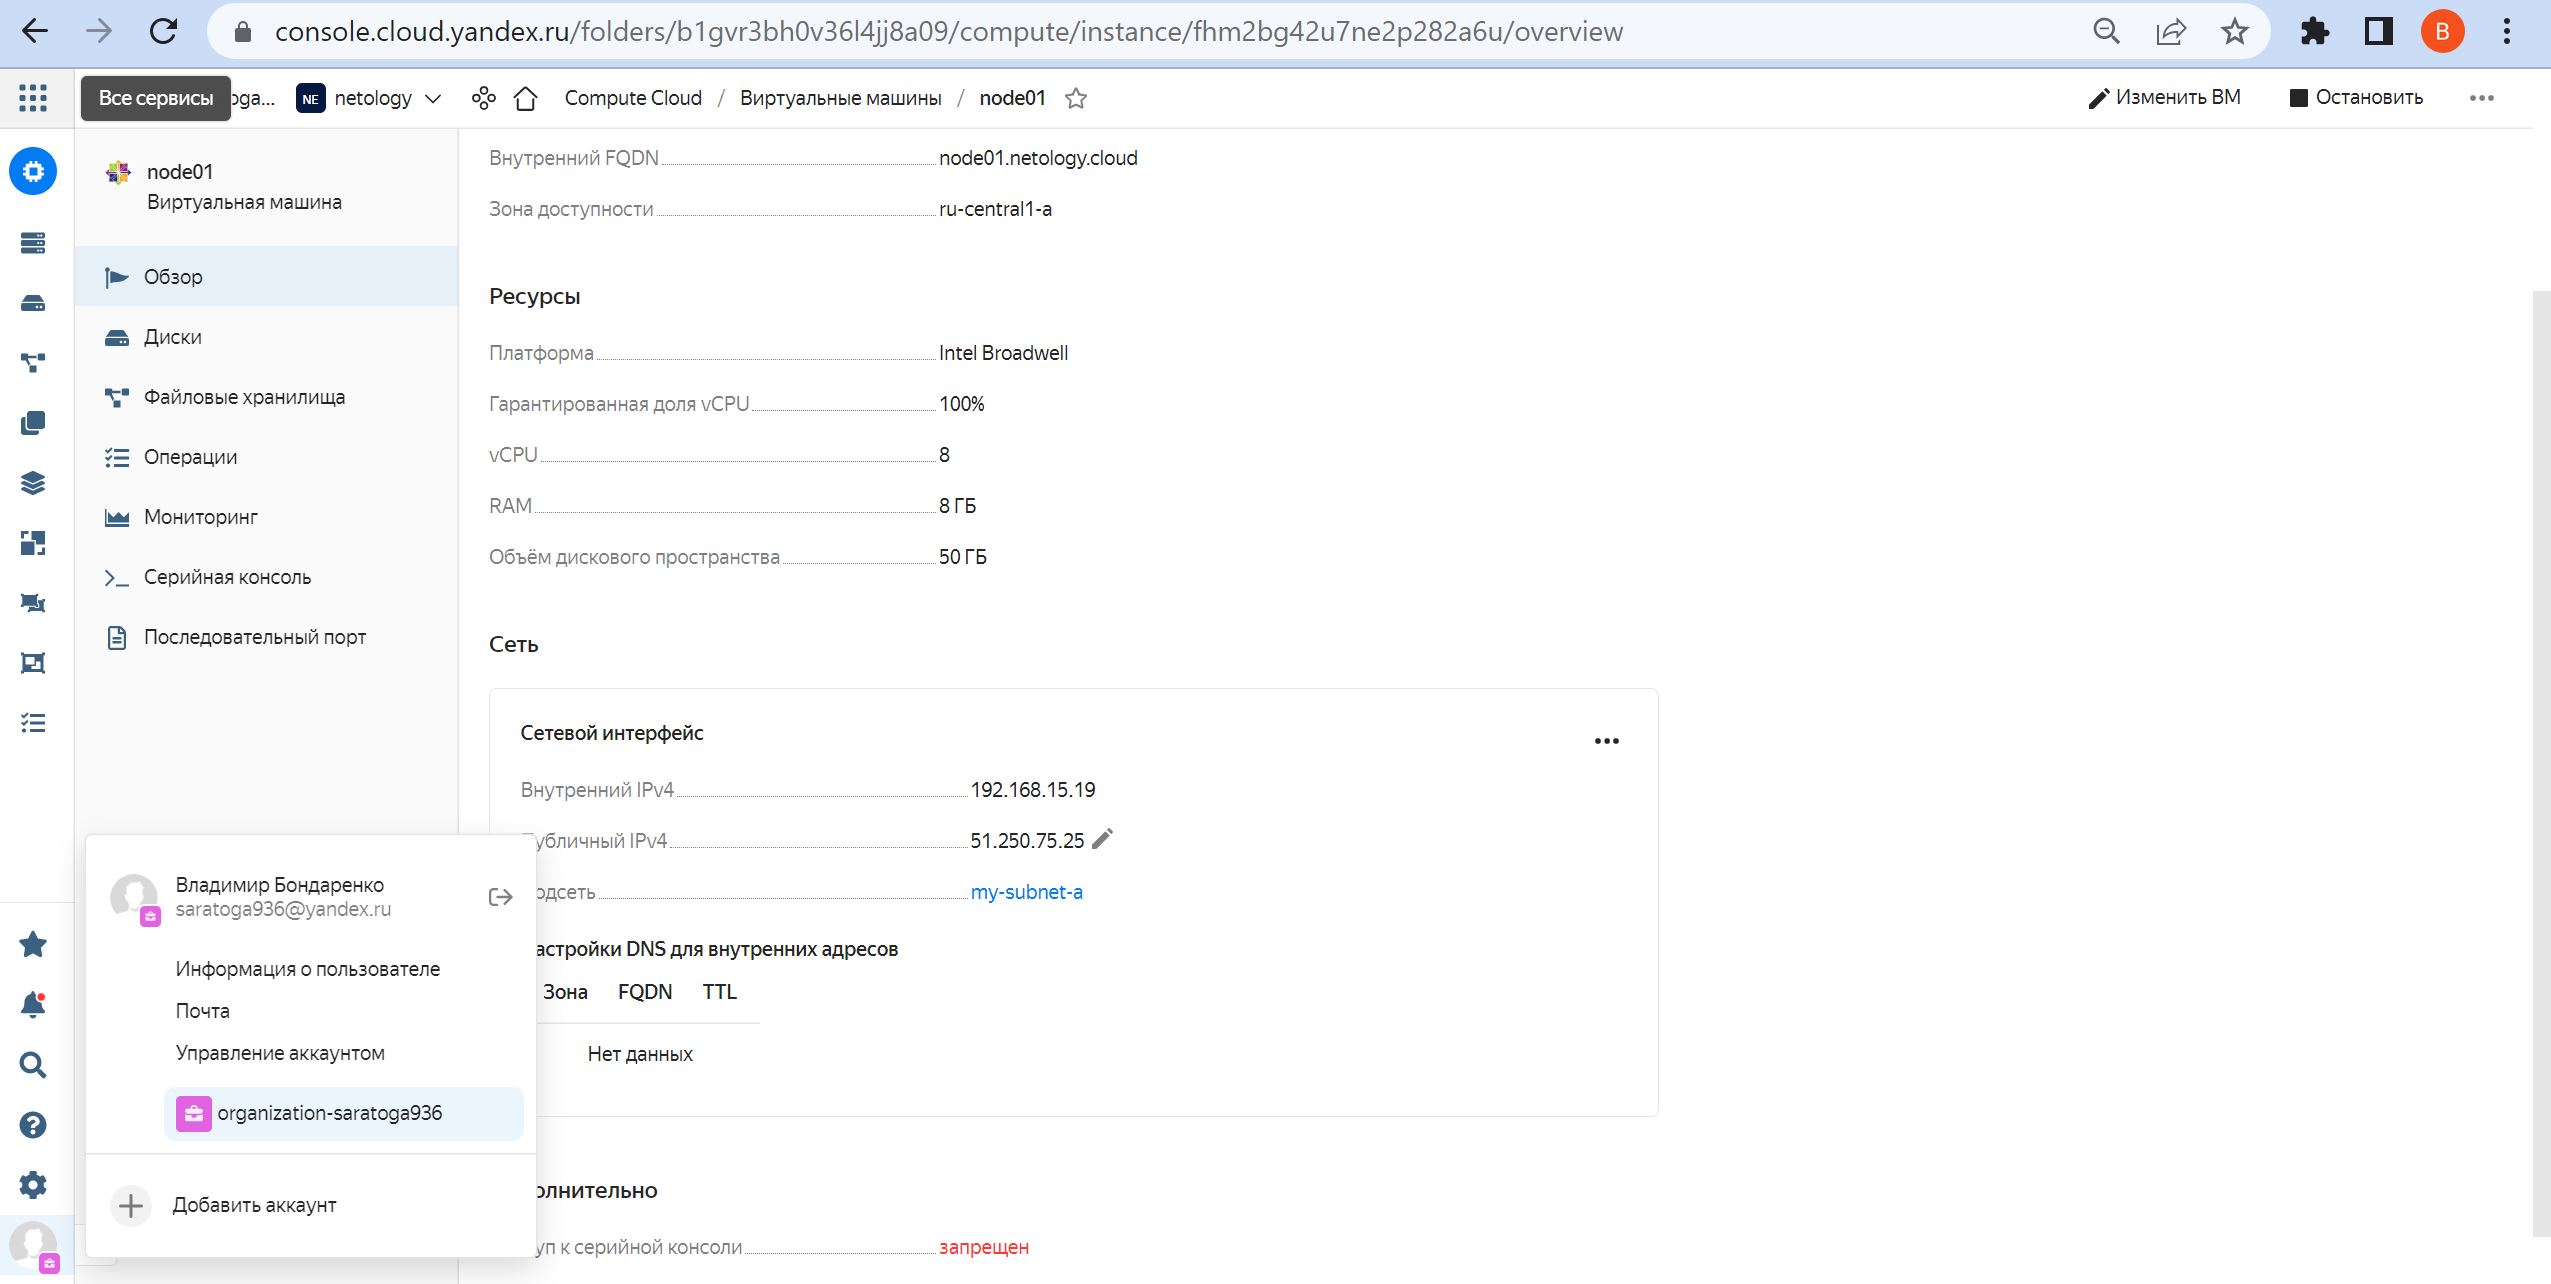 console.cloud.yandex.ru/folders/b1gvr3bh0v36l4jj8a09/compute/instance/fhm2bg42u7ne2p282a6u/overview
B
Все сервисы
oga...
NE
netology
Compute Cloud / Виртуальные машины / node01
Изменить ВМ
Остановить
node01
Виртуальная машина
Обзор
Диски
Файловые хранилища
Операции
Мониторинг
Серийная консоль
Последовательный порт
Внутренний FQDN node01.netology.cloud
Зона доступности ru-central1-a
Ресурсы
Платформа Intel Broadwell
Гарантированная доля vCPU 100%
vCPU 8
RAM 8 ГБ
Объём дискового пространства 50 ГБ
Сеть
Сетевой интерфейс
Внутренний IPv4 192.168.15.19
убличный IPv4 51.250.75.25
одсеть my-subnet-a
астройки DNS для внутренних адресов
Зона FQDN TTL
Нет данных
олнительно
уп к серийной консоли запрещен
Владимир Бондаренко
saratoga936@yandex.ru
Информация о пользователе
Почта
Управление аккаунтом
organization-saratoga936
Добавить аккаунт